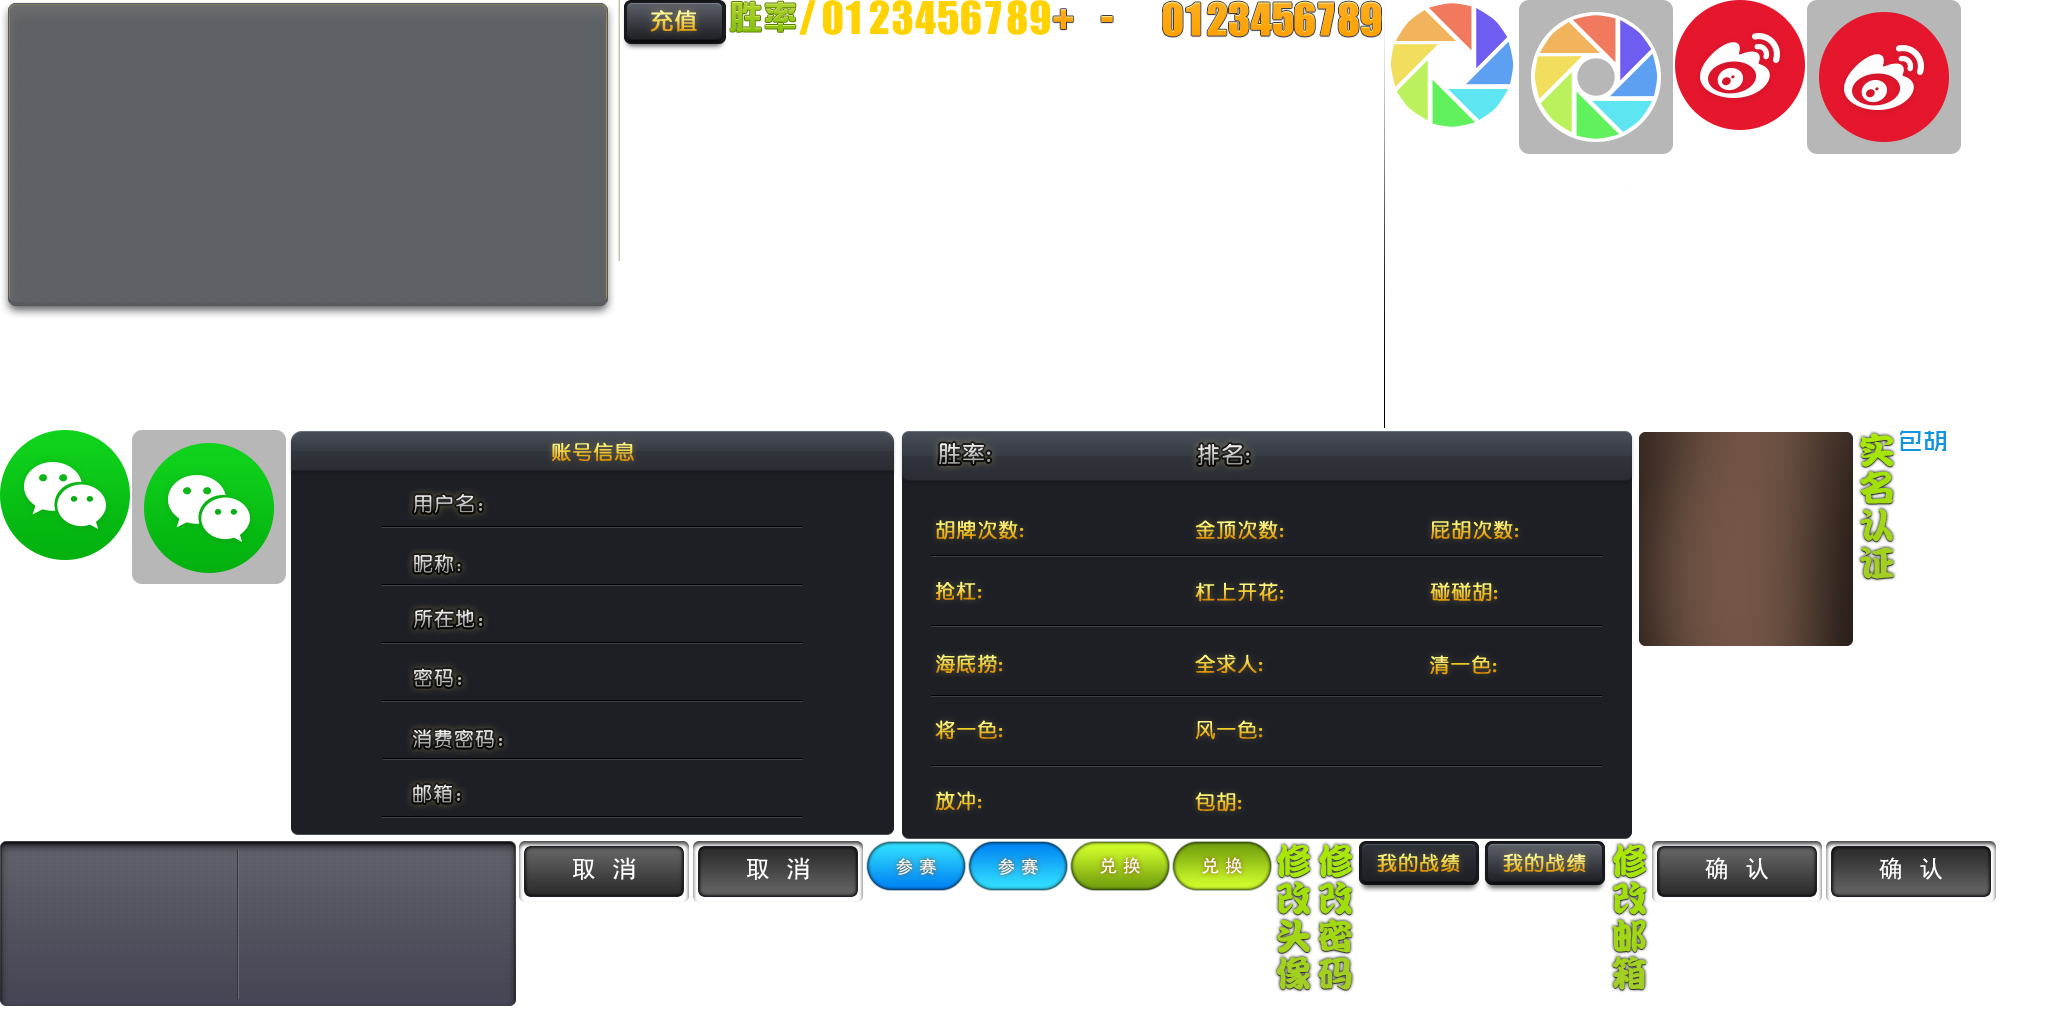 充值
胜率/0123456789+ -
0123456789
账号信息
用户名：
昵称：
所在地：
密码：
消费密码：
邮箱：
胜率: 排名:
胡牌次数: 金顶次数: 屁胡次数:
抢杠: 杠上开花: 碰碰胡:
海底捞: 全求人: 清一色:
将一色: 风一色:
放冲: 包胡:
实名认证
包胡
取 消
取 消
参 赛
参 赛
兑 换
兑 换
修改头像
修改密码
我的战绩
我的战绩
修改邮箱
确 认
确 认